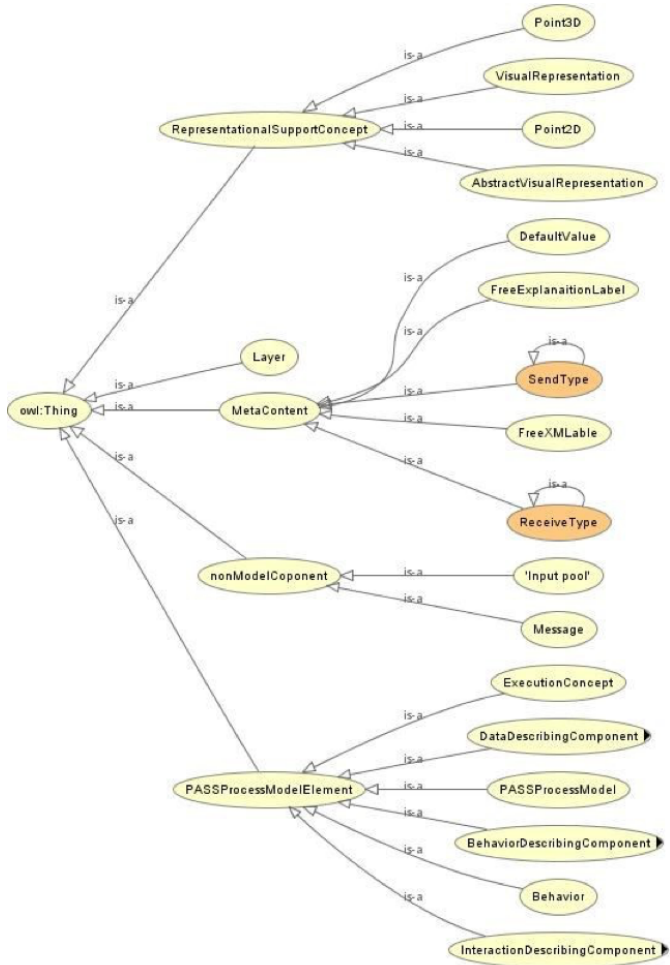 Point3D
is-a
VisualRepresentation
is-a
RepresentationalSupportConcept
Point2D
is-a
is-a
AbstractVisualRepresentation
DefaultValue
is-a
FreeExplanaitionLabel
is-a
is-a
Layer
is-a
is-a
SendType
is-a
owl:Thing
is-a
MetaContent
FreeXMLLable
is-a
is-a
is-a
is-a
ReceiveType
nonModelCoponent
is-a
'Input pool'
is-a
Message
ExecutionConcept
is-a
DataDescribingComponent
is-a
PASSProcessModelElement
is-a
PASSProcessModel
is-a
BehaviorDescribingComponent
is-a
Behavior
is-a
InteractionDescribingComponent